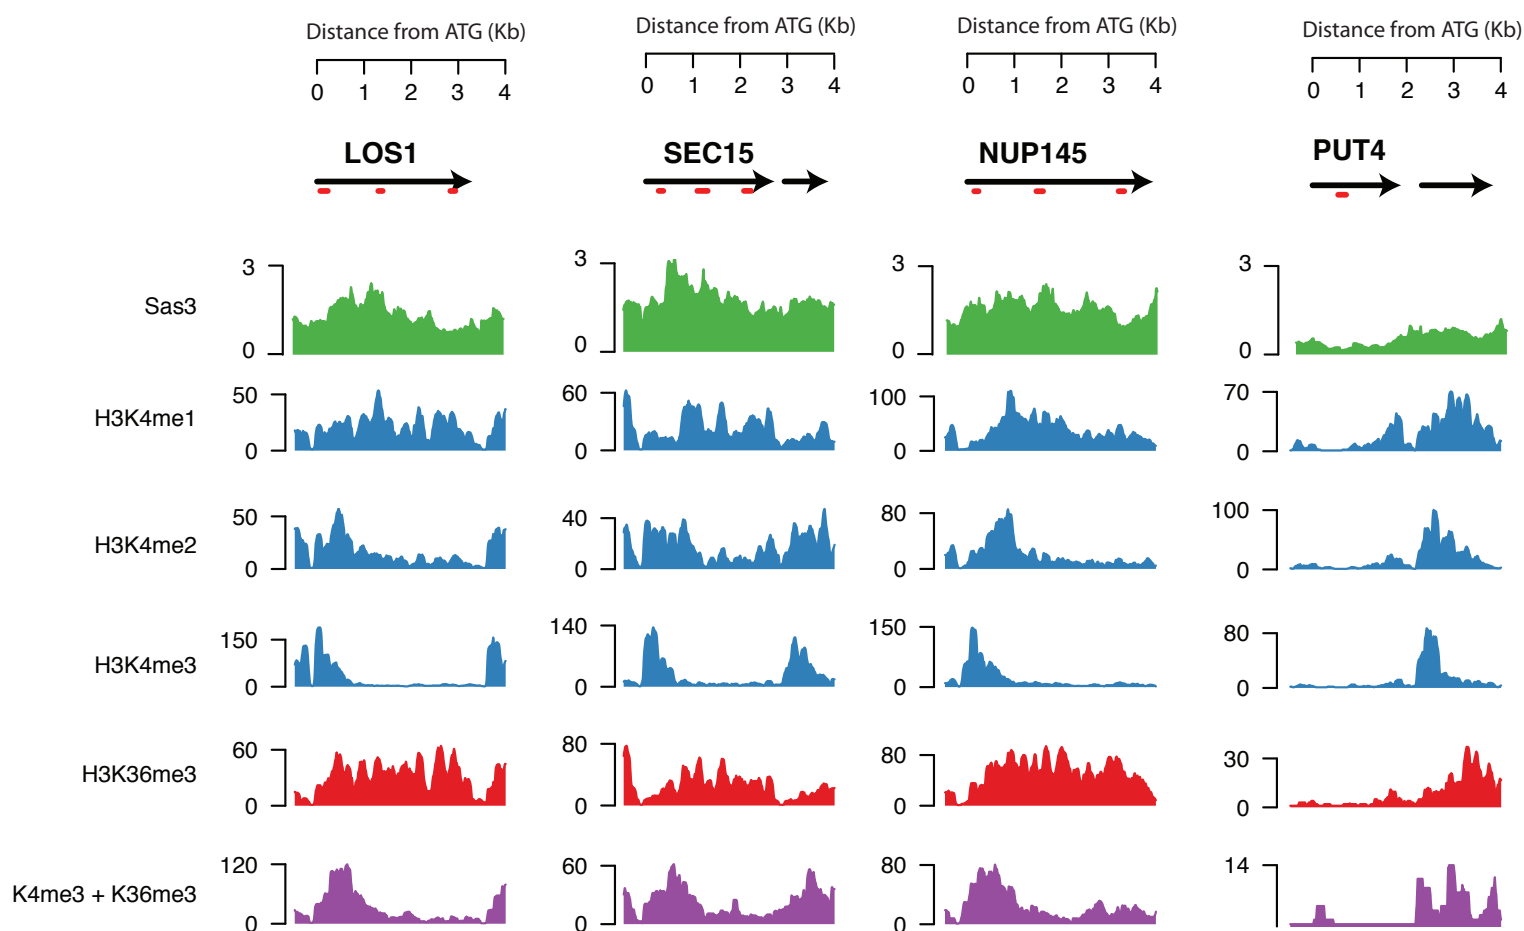 Distance from ATG (Kb) Distance from ATG (Kb) Distance from ATG (Kb) Distance from ATG (Kb)
0 1 2 3 4 0 1 2 3 4 0 1 2 3 4 0 1 2 3 4
LOS1 SEC15 NUP145 PUT4
Sas3 3 0 3 0 3 0 3 0
H3K4me1 50 0 60 0 100 0 70 0
H3K4me2 50 0 40 0 80 0 100 0
H3K4me3 150 0 140 0 150 0 80 0
H3K36me3 60 0 80 0 80 0 30 0
K4me3 + K36me3 120 0 60 0 80 0 14